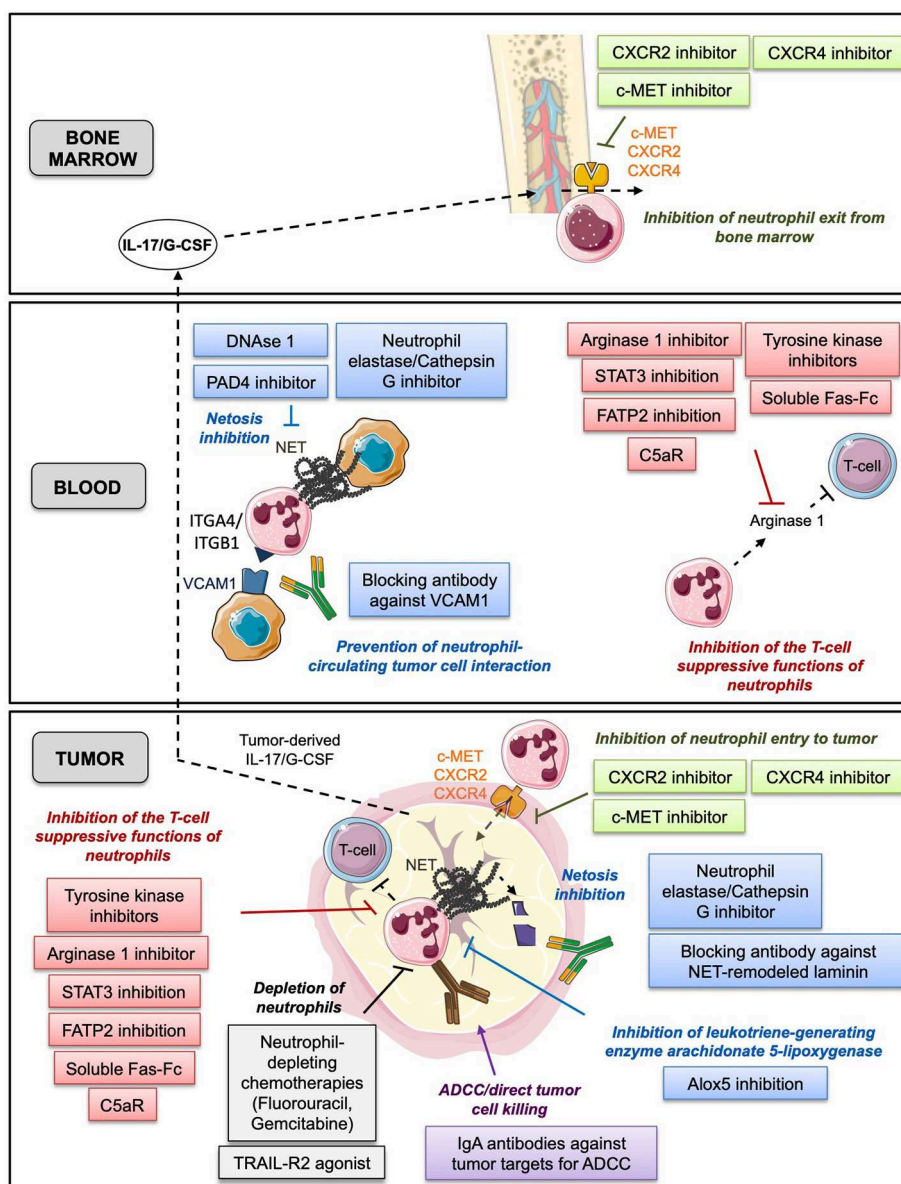 CXCR2 inhibitor
CXCR4 inhibitor
c-MET inhibitor
BONE
MARROW
c-MET
CXCR2
CXCR4
Inhibition of neutrophil exit from
bone marrow
IL-17/G-CSF
DNAse 1
PAD4 inhibitor
Neutrophil
elastase/Cathepsin
G inhibitor
Netosis
inhibition
NET
Arginase 1 inhibitor
STAT3 inhibition
FATP2 inhibition
C5aR
Tyrosine kinase
inhibitors
Soluble Fas-Fc
T-cell
Arginase 1
BLOOD
ITGA4/
ITGB1
VCAM1
Blocking antibody
against VCAM1
Prevention of neutrophil-
circulating tumor cell interaction
Inhibition of the T-cell
suppressive functions of
neutrophils
TUMOR
Tumor-derived
IL-17/G-CSF
c-MET
CXCR2
CXCR4
Inhibition of neutrophil entry to tumor
CXCR2 inhibitor
CXCR4 inhibitor
c-MET inhibitor
Inhibition of the T-cell
suppressive functions of
neutrophils
T-cell
NET
Netosis
inhibition
Neutrophil
elastase/Cathepsin
G inhibitor
Blocking antibody against
NET-remodeled laminin
Tyrosine kinase
inhibitors
Arginase 1 inhibitor
STAT3 inhibition
FATP2 inhibition
Soluble Fas-Fc
C5aR
Depletion of
neutrophils
Neutrophil-
depleting
chemotherapies
(Fluorouracil,
Gemcitabine)
TRAIL-R2 agonist
ADCC/direct tumor
cell killing
IgA antibodies against
tumor targets for ADCC
Inhibition of leukotriene-generating
enzyme arachidonate 5-lipoxygenase
Alox5 inhibition